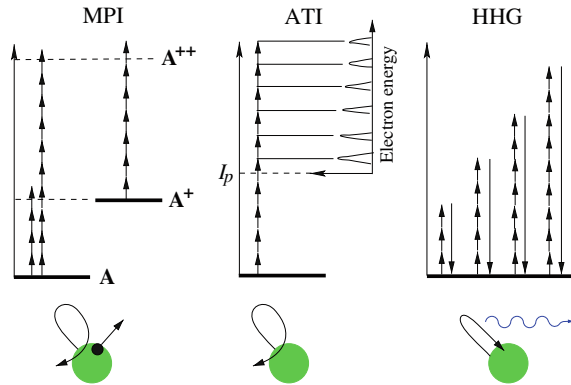 MPI
ATI
HHG
A⁺⁺
A⁺
A
Iₚ
Electron energy